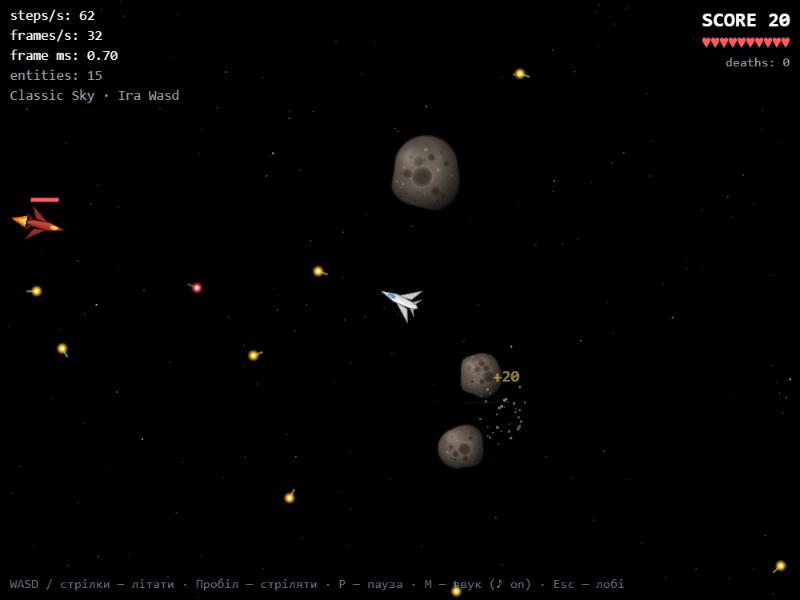 steps/s: 62
frames/s: 32
frame ms: 0.70
entities: 15
Classic Sky · Ira Wasd
SCORE 20
♥♥♥♥♥♥♥♥♥♥
deaths: 0
+20
WASD / стрілки — літати · Пробіл — стріляти · P — пауза · M — звук (♪ on) · Esc — лобі